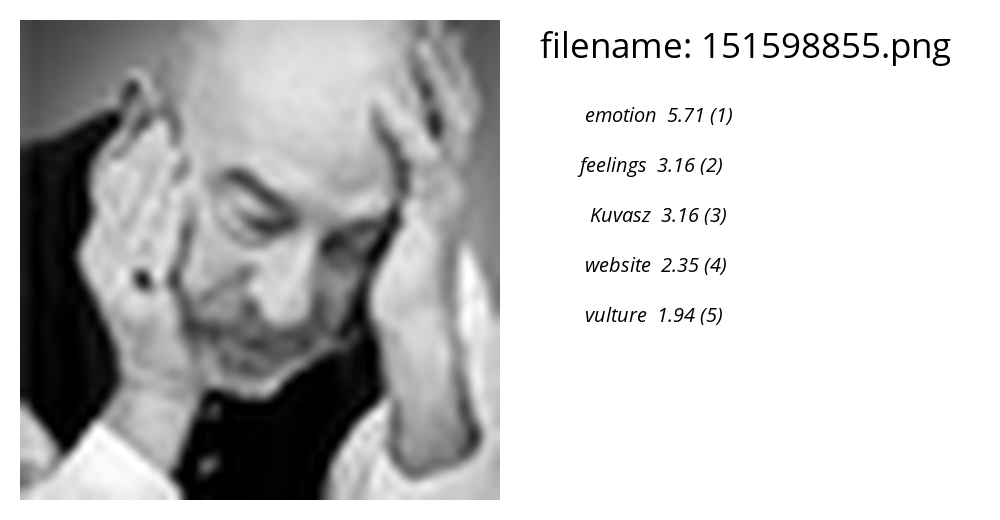 filename: 151598855.png
emotion 5.71 (1)
feelings 3.16 (2)
Kuvasz 3.16 (3)
website 2.35 (4)
vulture 1.94 (5)